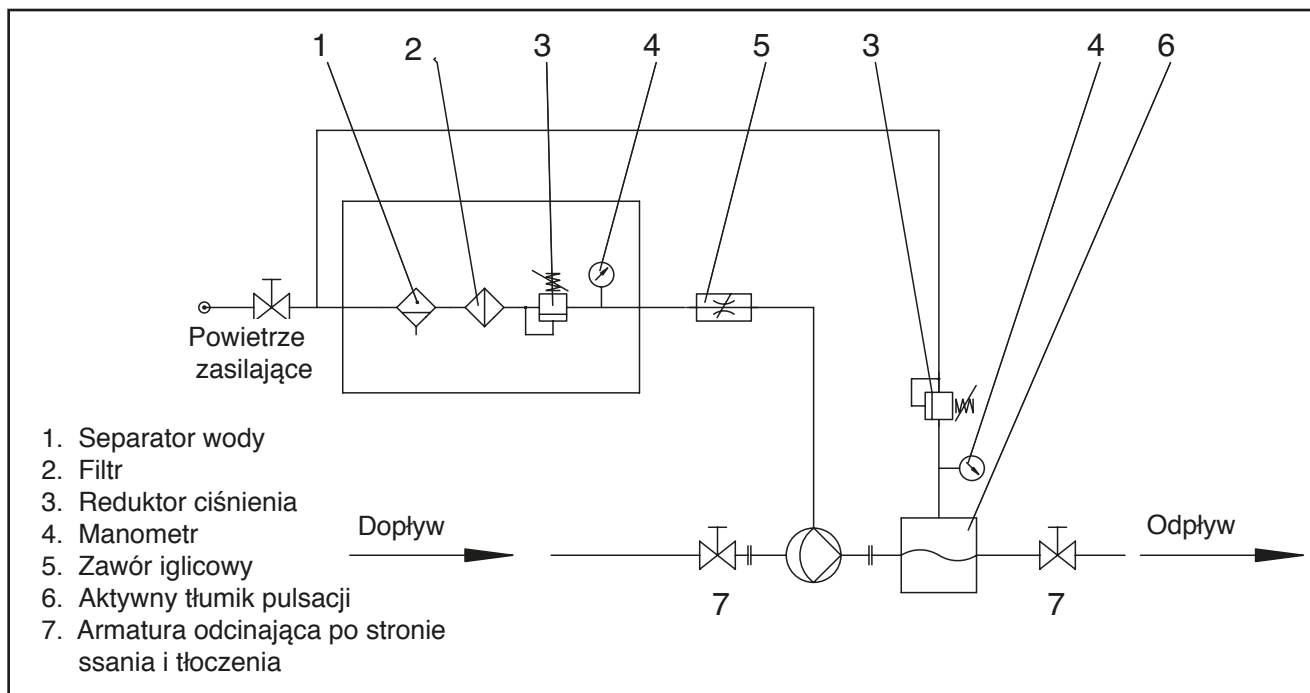 1 2 3 4 5 3 4 6
Powietrze
zasilające
1. Separator wody
2. Filtr
3. Reduktor ciśnienia
4. Manometr
5. Zawór iglicowy
6. Aktywny tłumik pulsacji
7. Armatura odcinająca po stronie
ssania i tłoczenia
Dopływ
Odpływ
7 7